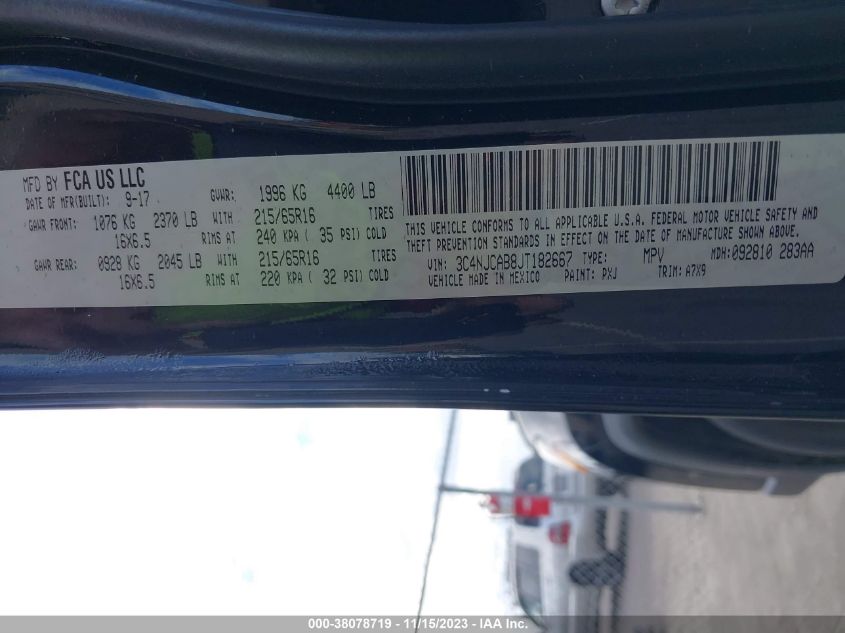 MFD BY FCA US LLC
DATE OF MFR(BUILT): 9-17 GVWR: 1996 KG 4400 LB
GAWR FRONT: 1076 KG 2370 LB WITH 215/65R16 TIRES
16X6.5 RIMS AT 240 KPA ( 35 PSI) COLD
GAWR REAR: 0928 KG 2045 LB WITH 215/65R16 TIRES
16X6.5 RIMS AT 220 KPA ( 32 PSI) COLD
THIS VEHICLE CONFORMS TO ALL APPLICABLE U.S.A. FEDERAL MOTOR VEHICLE SAFETY AND
THEFT PREVENTION STANDARDS IN EFFECT ON THE DATE OF MANUFACTURE SHOWN ABOVE.
VIN: 3C4NJCAB8JT182667 TYPE: MPV MDH:092810 283AA
VEHICLE MADE IN MEXICO PAINT: PXJ TRIM: A7X9
000-38078719 - 11/15/2023 - IAA Inc.